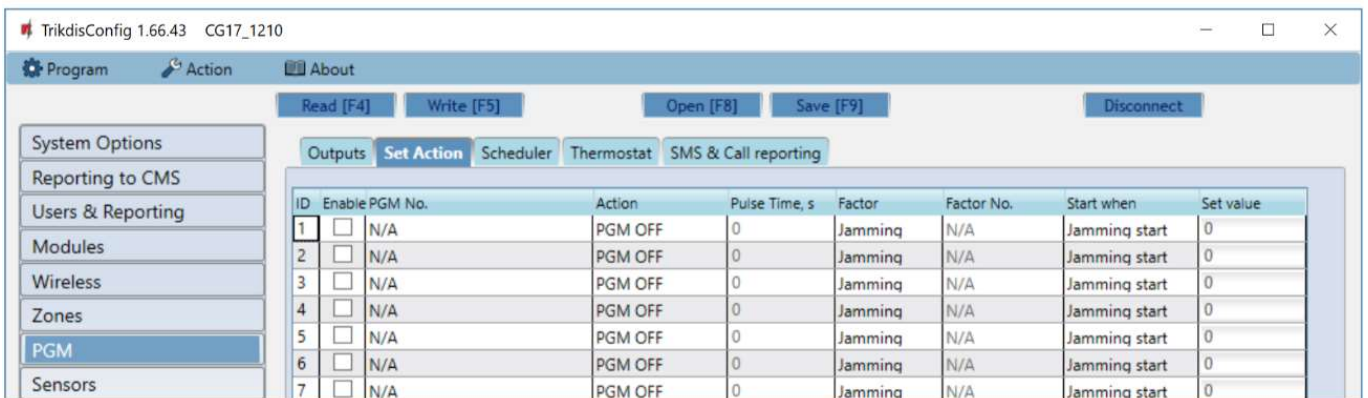 TrikdisConfig 1.66.43 CG17_1210
Program Action About
Read [F4] Write [F5] Open [F8] Save [F9] Disconnect
System Options
Reporting to CMS
Users & Reporting
Modules
Wireless
Zones
PGM
Sensors
Outputs Set Action Scheduler Thermostat SMS & Call reporting
ID Enable PGM No. Action Pulse Time, s Factor Factor No. Start when Set value
1 N/A PGM OFF 0 Jamming N/A Jamming start 0
2 N/A PGM OFF 0 Jamming N/A Jamming start 0
3 N/A PGM OFF 0 Jamming N/A Jamming start 0
4 N/A PGM OFF 0 Jamming N/A Jamming start 0
5 N/A PGM OFF 0 Jamming N/A Jamming start 0
6 N/A PGM OFF 0 Jamming N/A Jamming start 0
7 N/A PGM OFF 0 Jamming N/A Jamming start 0